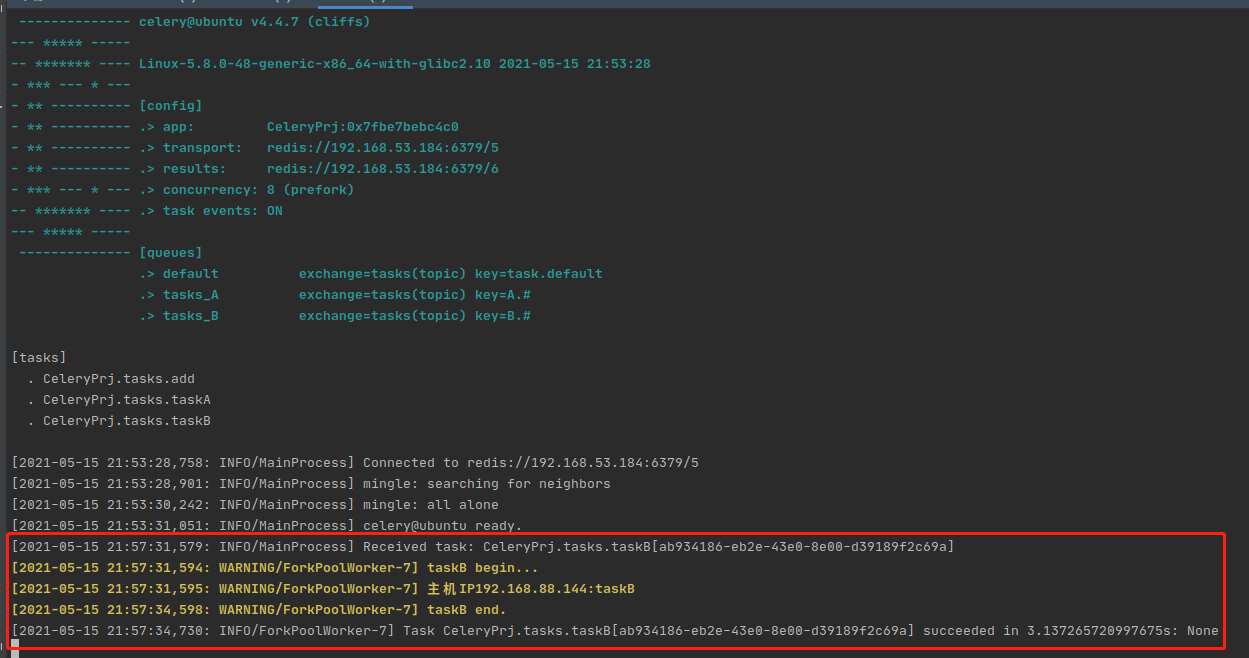 -------------- celery@ubuntu v4.4.7 (cliffs)
--- ***** -----
-- ******* ---- Linux-5.8.0-48-generic-x86_64-with-glibc2.10 2021-05-15 21:53:28
- *** --- * ---
- ** ---------- [config]
- ** ---------- .> app:         CeleryPrj:0x7fbe7bebc4c0
- ** ---------- .> transport:   redis://192.168.53.184:6379/5
- ** ---------- .> results:     redis://192.168.53.184:6379/6
- *** --- * --- .> concurrency: 8 (prefork)
-- ******* ---- .> task events: ON
--- ***** -----
 -------------- [queues]
                .> default          exchange=tasks(topic) key=task.default
                .> tasks_A          exchange=tasks(topic) key=A.#
                .> tasks_B          exchange=tasks(topic) key=B.#
[tasks]
  . CeleryPrj.tasks.add
  . CeleryPrj.tasks.taskA
  . CeleryPrj.tasks.taskB
[2021-05-15 21:53:28,758: INFO/MainProcess] Connected to redis://192.168.53.184:6379/5
[2021-05-15 21:53:28,901: INFO/MainProcess] mingle: searching for neighbors
[2021-05-15 21:53:30,242: INFO/MainProcess] mingle: all alone
[2021-05-15 21:53:31,051: INFO/MainProcess] celery@ubuntu ready.
[2021-05-15 21:57:31,579: INFO/MainProcess] Received task: CeleryPrj.tasks.taskB[ab934186-eb2e-43e0-8e00-d39189f2c69a]
[2021-05-15 21:57:31,594: WARNING/ForkPoolWorker-7] taskB begin...
[2021-05-15 21:57:31,595: WARNING/ForkPoolWorker-7] 主机IP192.168.88.144:taskB
[2021-05-15 21:57:34,598: WARNING/ForkPoolWorker-7] taskB end.
[2021-05-15 21:57:34,730: INFO/ForkPoolWorker-7] Task CeleryPrj.tasks.taskB[ab934186-eb2e-43e0-8e00-d39189f2c69a] succeeded in 3.137265720997675s: None